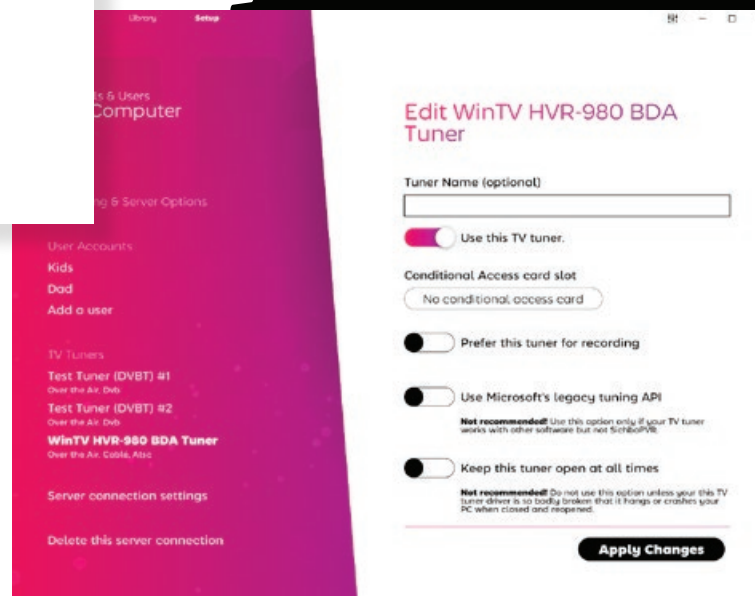 Library Setup
ls & Users
Computer
ng & Server Options
User Accounts
Kids
Dad
Add a user
TV Tuners
Test Tuner (DVBT) #1
Over the Air, Dvb
Test Tuner (DVBT) #2
Over the Air, Dvb
WinTV HVR-980 BDA Tuner
Over the Air, Cable, Atsc
Server connection settings
Delete this server connection
Edit WinTV HVR-980 BDA
Tuner
Tuner Name (optional)
Use this TV tuner.
Conditional Access card slot
No conditional access card
Prefer this tuner for recording
Use Microsoft's legacy tuning API
Not recommended! Use this option only if your TV tuner
works with other software but not SichboPVR.
Keep this tuner open at all times
Not recommended! Do not use this option unless your this TV
tuner driver is so badly broken that it hangs or crashes your
PC when closed and reopened.
Apply Changes